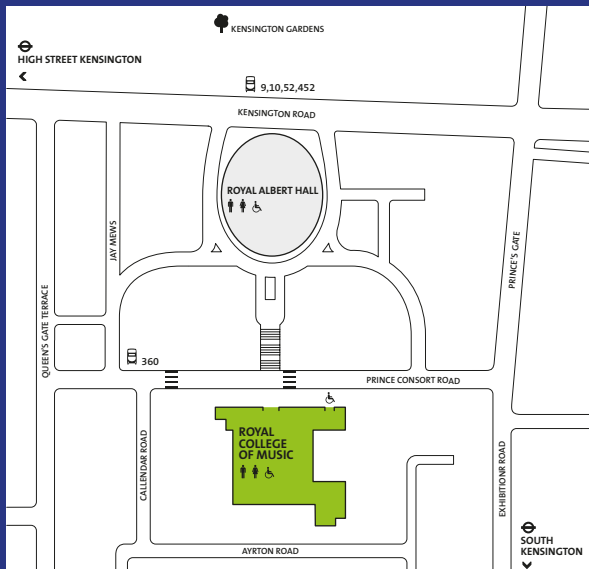 KENSINGTON GARDENS
HIGH STREET KENSINGTON
9,10,52,452
KENSINGTON ROAD
ROYAL ALBERT HALL
JAY MEWS
PRINCE'S GATE
QUEEN'S GATE TERRACE
360
PRINCE CONSORT ROAD
ROYAL
COLLEGE
OF MUSIC
CALLENDAR ROAD
EXHIBITIONR ROAD
AYRTON ROAD
SOUTH
KENSINGTON